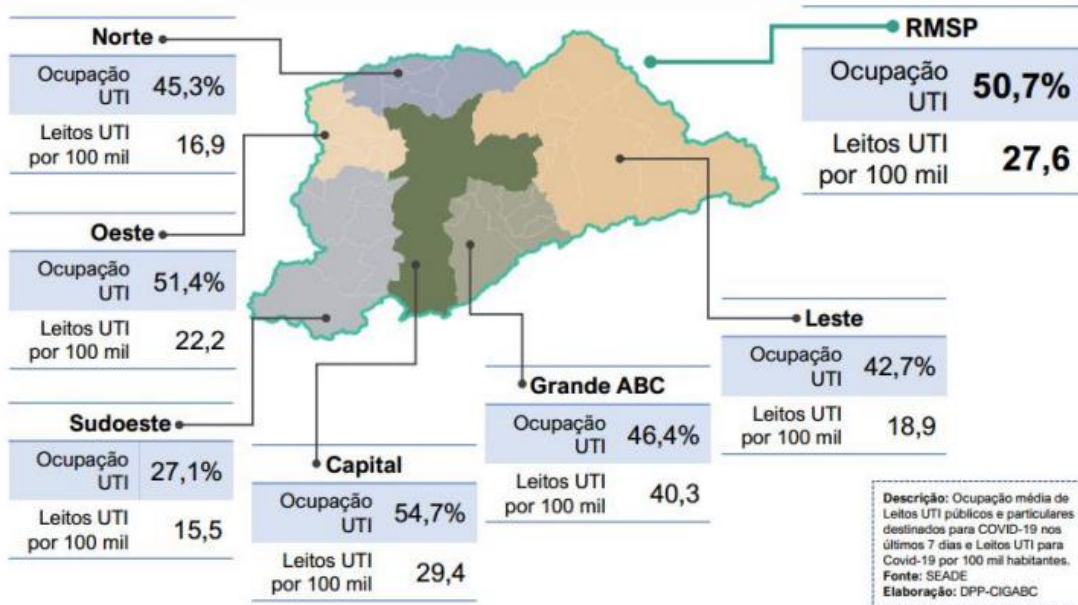 Norte
Ocupação
UTI
45,3%
Leitos UTI
por 100 mil
16,9
Oeste
Ocupação
UTI
51,4%
Leitos UTI
por 100 mil
22,2
Sudoeste
Ocupação
UTI
27,1%
Leitos UTI
por 100 mil
15,5
Capital
Ocupação
UTI
54,7%
Leitos UTI
por 100 mil
29,4
Grande ABC
Ocupação
UTI
46,4%
Leitos UTI
por 100 mil
40,3
Leste
Ocupação
UTI
42,7%
Leitos UTI
por 100 mil
18,9
RMSP
Ocupação
UTI
50,7%
Leitos UTI
por 100 mil
27,6
Descrição: Ocupação média de
Leitos UTI públicos e particulares
destinados para COVID-19 nos
últimos 7 dias e Leitos UTI para
Covid-19 por 100 mil habitantes.
Fonte: SEADE
Elaboração: DPP-CIGABC